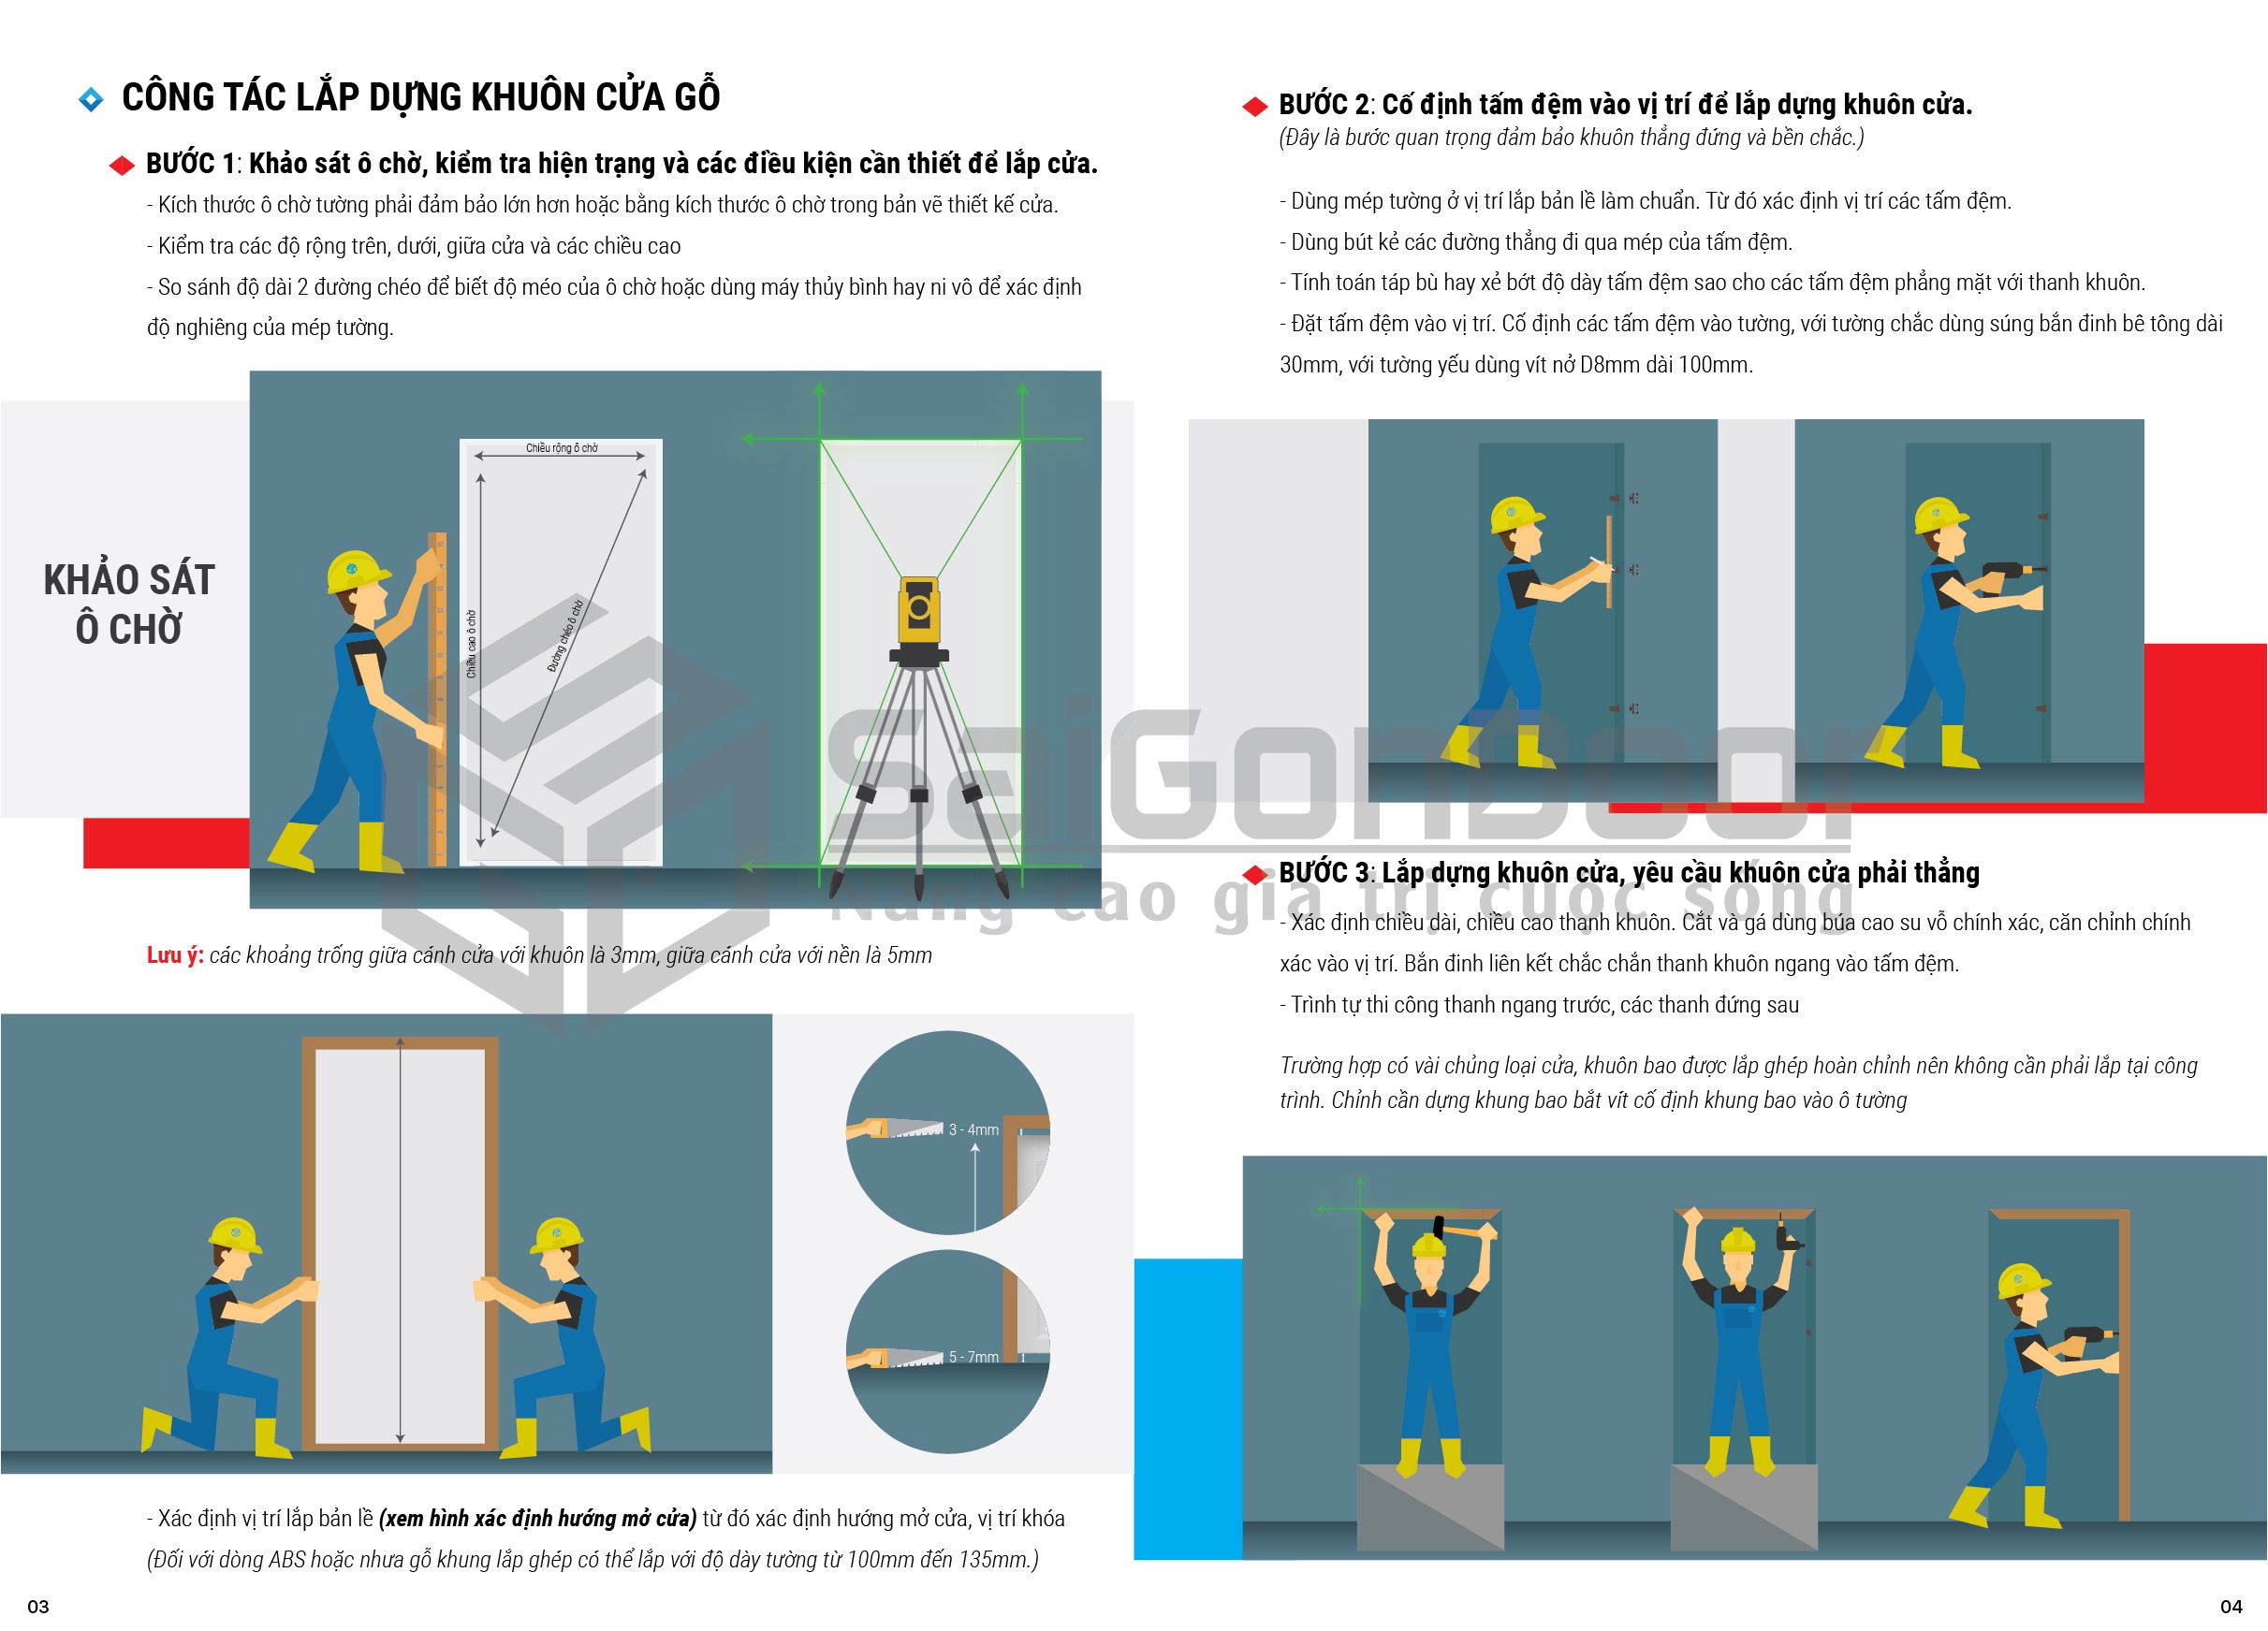 CÔNG TÁC LẮP DỰNG KHUÔN CỬA GỖ
BƯỚC 1: Khảo sát ô chờ, kiểm tra hiện trạng và các điều kiện cần thiết để lắp cửa.
- Kích thước ô chờ tường phải đảm bảo lớn hơn hoặc bằng kích thước ô chờ trong bản vẽ thiết kế cửa.
- Kiểm tra các độ rộng trên, dưới, giữa cửa và các chiều cao
- So sánh độ dài 2 đường chéo để biết độ méo của ô chờ hoặc dùng máy thủy bình hay ni vô để xác định
độ nghiêng của mép tường.
KHẢO SÁT
Ô CHỜ
Chiều rộng ô chờ
Chiều cao ô chờ
Đường chéo ô chờ
Lưu ý: các khoảng trống giữa cánh cửa với khuôn là 3mm, giữa cánh cửa với nền là 5mm
3 - 4mm
5 - 7mm
- Xác định vị trí lắp bản lề (xem hình xác định hướng mở cửa) từ đó xác định hướng mở cửa, vị trí khóa
(Đối với dòng ABS hoặc nhưa gỗ khung lắp ghép có thể lắp với độ dày tường từ 100mm đến 135mm.)
03
BƯỚC 2: Cố định tấm đệm vào vị trí để lắp dựng khuôn cửa.
(Đây là bước quan trọng đảm bảo khuôn thẳng đứng và bền chắc.)
- Dùng mép tường ở vị trí lắp bản lề làm chuẩn. Từ đó xác định vị trí các tấm đệm.
- Dùng bút kẻ các đường thẳng đi qua mép của tấm đệm.
- Tính toán táp bù hay xẻ bớt độ dày tấm đệm sao cho các tấm đệm phẳng mặt với thanh khuôn.
- Đặt tấm đệm vào vị trí. Cố định các tấm đệm vào tường, với tường chắc dùng súng bắn đinh bê tông dài
30mm, với tường yếu dùng vít nở D8mm dài 100mm.
SaiGonDoor
Nâng cao giá trị cuộc sống
BƯỚC 3: Lắp dựng khuôn cửa, yêu cầu khuôn cửa phải thẳng
- Xác định chiều dài, chiều cao thanh khuôn. Cắt và gá dùng búa cao su vỗ chính xác, căn chỉnh chính
xác vào vị trí. Bắn đinh liên kết chắc chắn thanh khuôn ngang vào tấm đệm.
- Trình tự thi công thanh ngang trước, các thanh đứng sau
Trường hợp có vài chủng loại cửa, khuôn bao được lắp ghép hoàn chỉnh nên không cần phải lắp tại công
trình. Chỉnh cần dựng khung bao bắt vít cố định khung bao vào ô tường
04